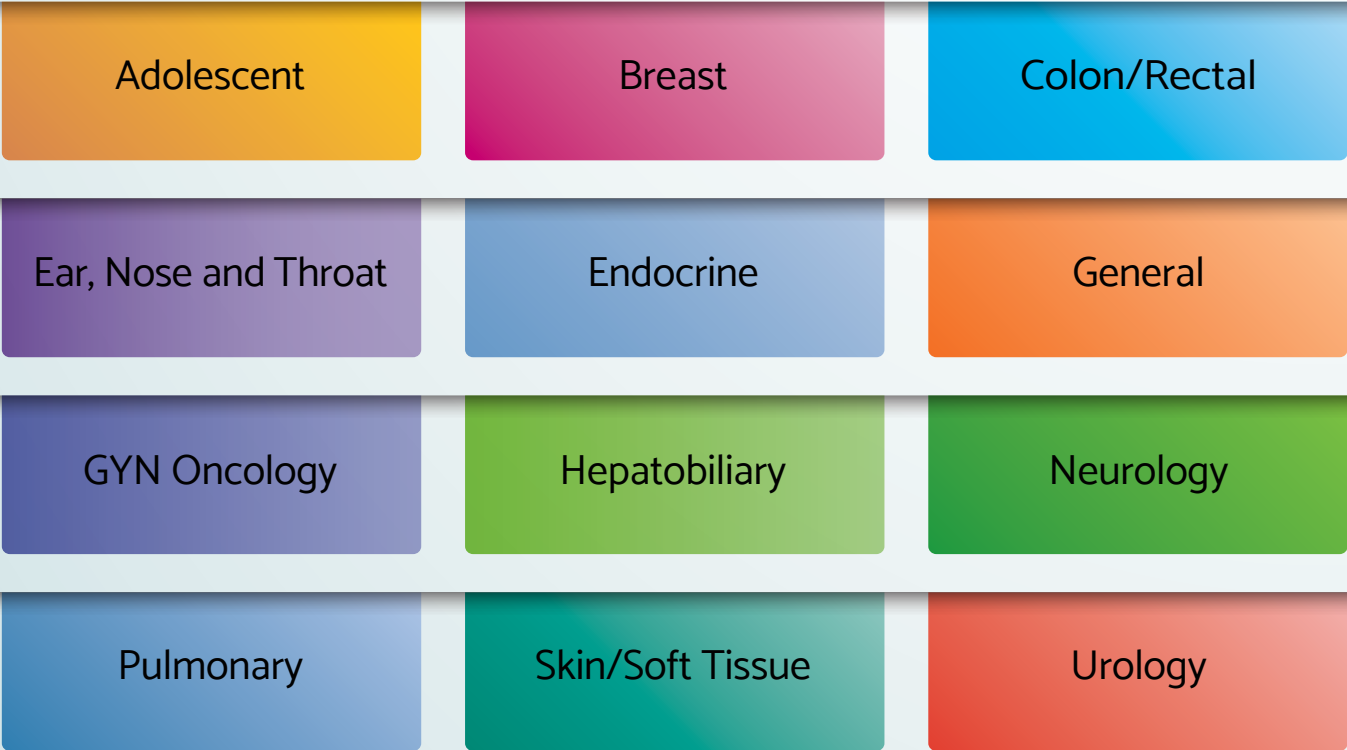 Adolescent
Breast
Colon/Rectal
Ear, Nose and Throat
Endocrine
General
GYN Oncology
Hepatobiliary
Neurology
Pulmonary
Skin/Soft Tissue
Urology